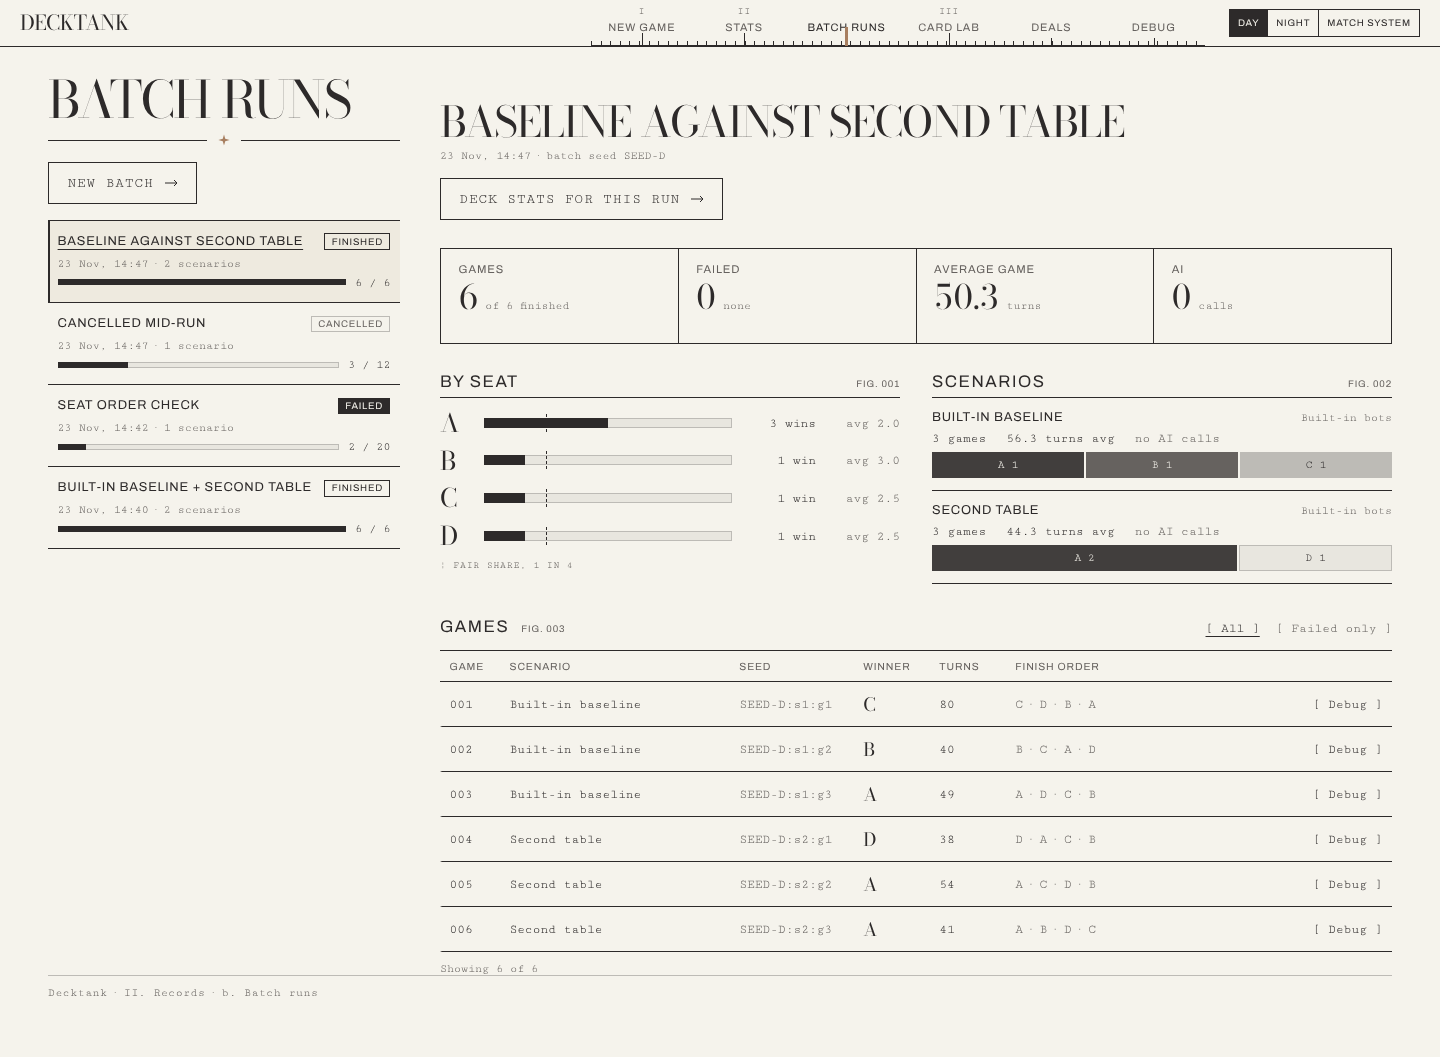 DECKTANK
I
NEW GAME
II
STATS
BATCH RUNS
III
CARD LAB
DEALS
DEBUG
DAY
NIGHT
MATCH SYSTEM
BATCH RUNS
NEW BATCH →
BASELINE AGAINST SECOND TABLE
FINISHED
23 Nov, 14:47 · 2 scenarios
6 / 6
CANCELLED MID-RUN
CANCELLED
23 Nov, 14:47 · 1 scenario
3 / 12
SEAT ORDER CHECK
FAILED
23 Nov, 14:42 · 1 scenario
2 / 20
BUILT-IN BASELINE + SECOND TABLE
FINISHED
23 Nov, 14:40 · 2 scenarios
6 / 6
BASELINE AGAINST SECOND TABLE
23 Nov, 14:47 · batch seed SEED-D
DECK STATS FOR THIS RUN →
GAMES
6 of 6 finished
FAILED
0 none
AVERAGE GAME
50.3 turns
AI
0 calls
BY SEAT
FIG. 001
A 3 wins avg 2.0
B 1 win avg 3.0
C 1 win avg 2.5
D 1 win avg 2.5
FAIR SHARE, 1 IN 4
SCENARIOS
FIG. 002
BUILT-IN BASELINE
Built-in bots
3 games 56.3 turns avg no AI calls
A 1 B 1 C 1
SECOND TABLE
Built-in bots
3 games 44.3 turns avg no AI calls
A 2 D 1
GAMES FIG. 003
[ All ] [ Failed only ]
GAME SCENARIO SEED WINNER TURNS FINISH ORDER
001 Built-in baseline SEED-D:s1:g1 C 80 C · D · B · A [ Debug ]
002 Built-in baseline SEED-D:s1:g2 B 40 B · C · A · D [ Debug ]
003 Built-in baseline SEED-D:s1:g3 A 49 A · D · C · B [ Debug ]
004 Second table SEED-D:s2:g1 D 38 D · A · C · B [ Debug ]
005 Second table SEED-D:s2:g2 A 54 A · C · D · B [ Debug ]
006 Second table SEED-D:s2:g3 A 41 A · B · D · C [ Debug ]
Showing 6 of 6
Decktank · II. Records · b. Batch runs